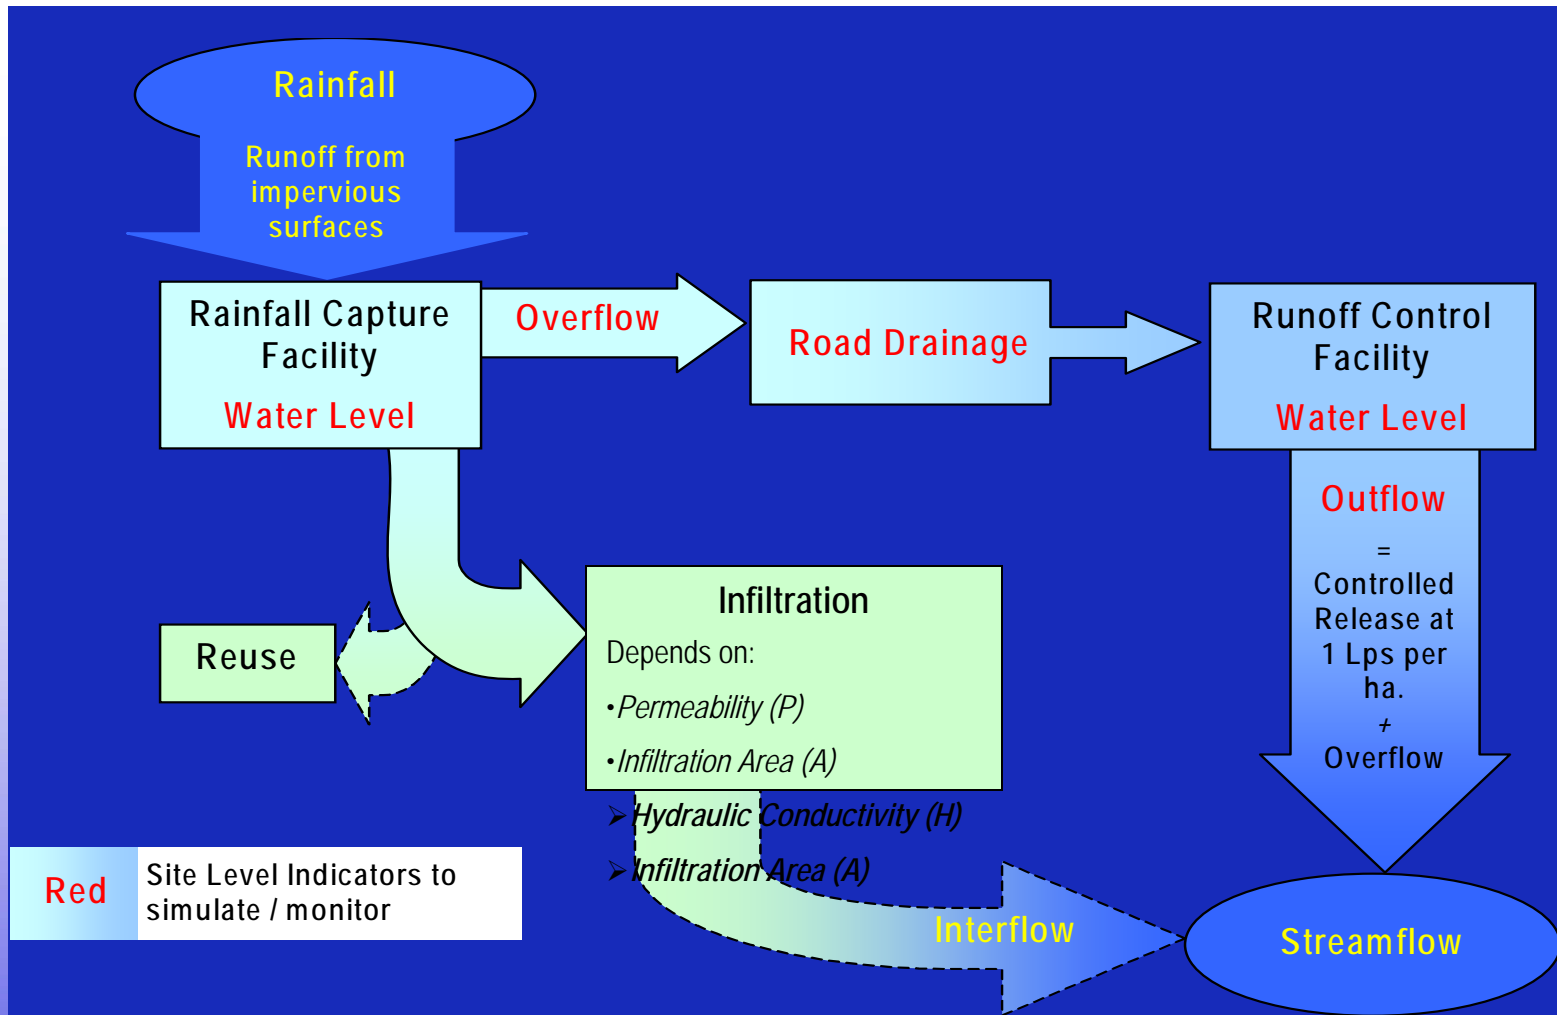 Rainfall
Runoff from
impervious
surfaces
Rainfall Capture
Facility
Water Level
Overflow
Road Drainage
Runoff Control
Facility
Water Level
Outflow
=
Controlled
Release at
1 Lps per
ha.
+
Overflow
Reuse
Infiltration
Depends on:
•Permeability (P)
•Infiltration Area (A)
➢Hydraulic Conductivity (H)
➢Infiltration Area (A)
Red
Site Level Indicators to
simulate / monitor
Interflow
Streamflow